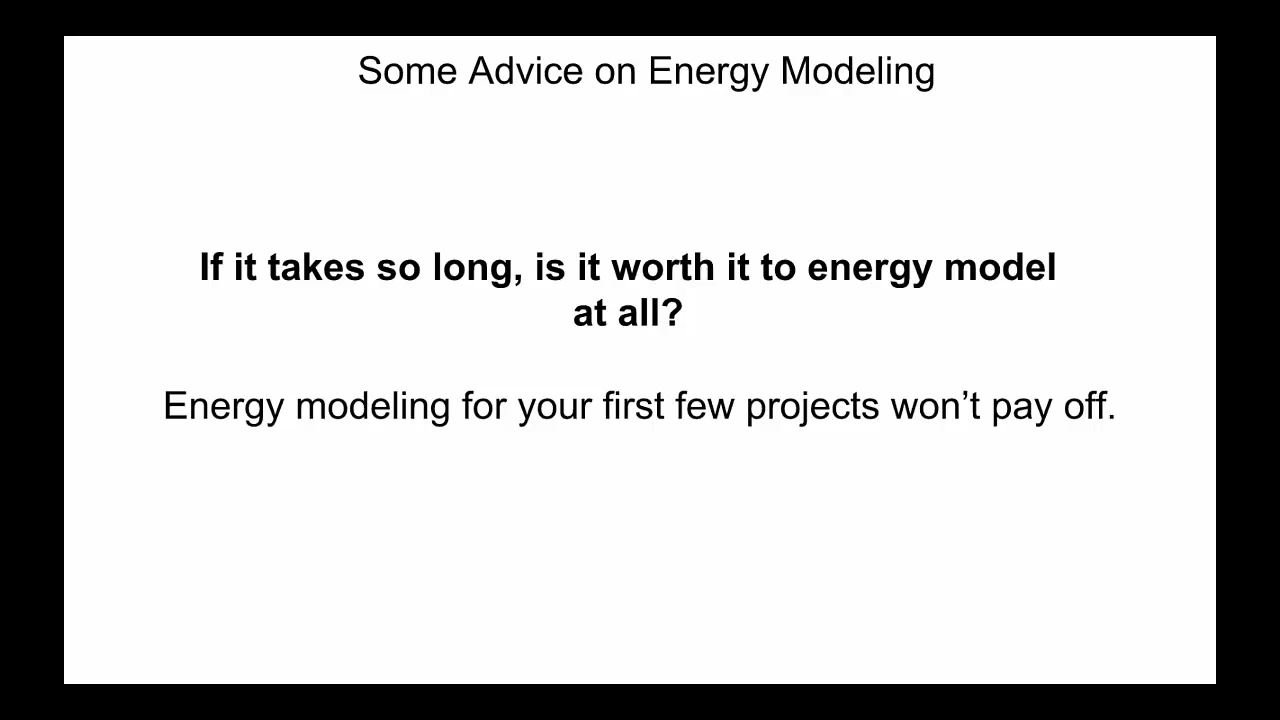 Some Advice on Energy Modeling
If it takes so long, is it worth it to energy model
at all?
Energy modeling for your first few projects won’t pay off.